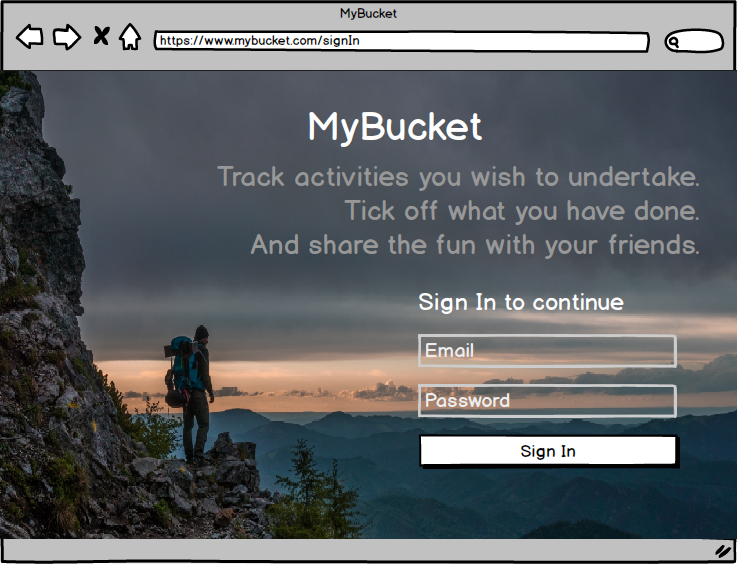 MyBucket
https://www.mybucket.com/signIn
MyBucket
Track activities you wish to undertake.
Tick off what you have done.
And share the fun with your friends.
Sign In to continue
Email
Password
Sign In